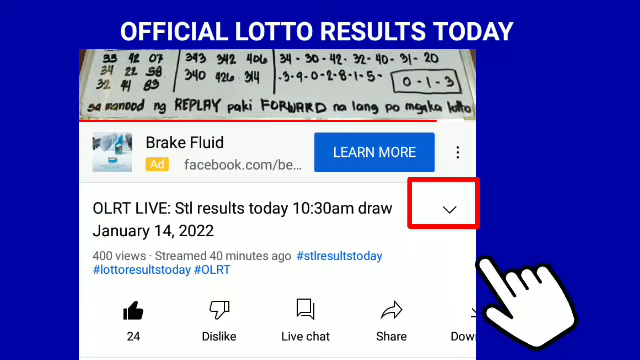 OFFICIAL LOTTO RESULTS TODAY
33 42 07 343 342 406 34-30-42-32-40-31-20
34 22 58 340 426 314 -3-9-0-2-8-1-5- 0-1-3
32 44 83
sa manood ng REPLAY paki FORWARD na lang po mga ka lotto
Brake Fluid
LEARN MORE
Ad facebook.com/be...
OLRT LIVE: Stl results today 10:30am draw
January 14, 2022
400 views · Streamed 40 minutes ago #stlresultstoday
#lottoresultstoday #OLRT
24 Dislike Live chat Share Dow